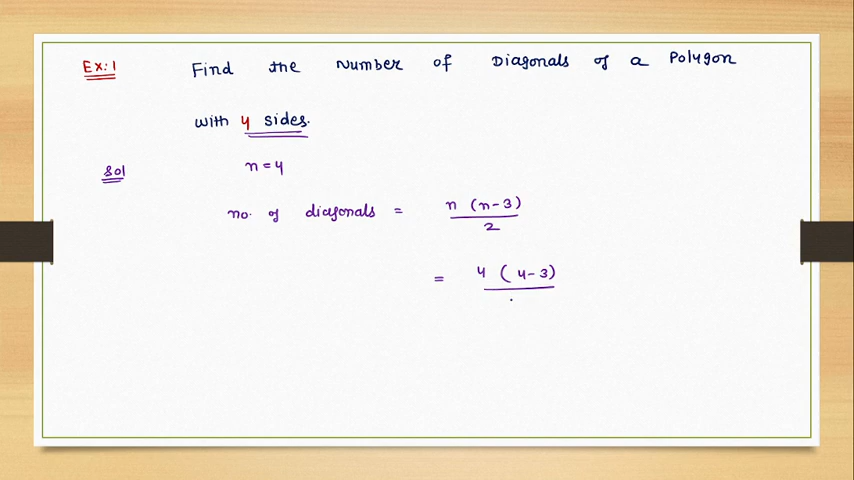 Ex:1 Find the Number of Diagonals of a Polygon
with 4 sides.
Sol n = 4
no. of diagonals = n (n-3) / 2
= 4 (4-3)